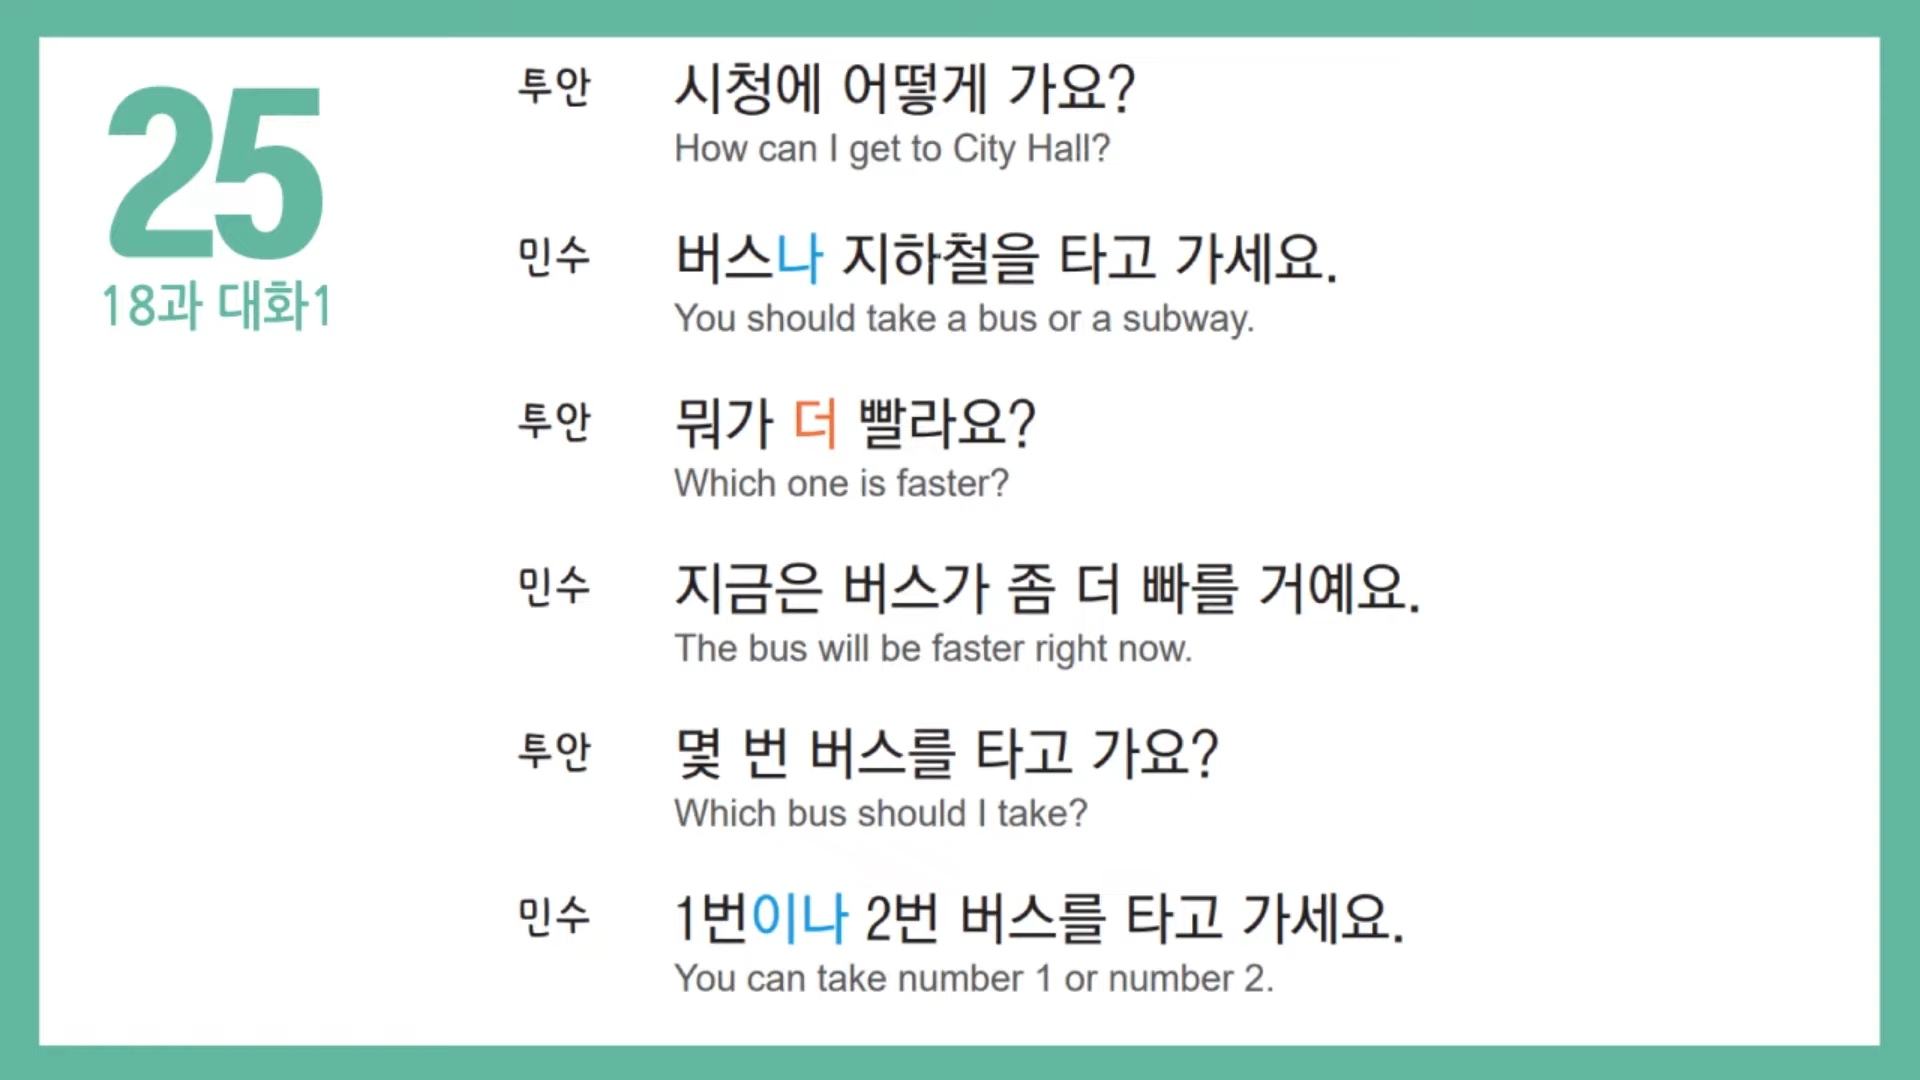 25
18과 대화1
투안 시청에 어떻게 가요?
How can I get to City Hall?
민수 버스나 지하철을 타고 가세요.
You should take a bus or a subway.
투안 뭐가 더 빨라요?
Which one is faster?
민수 지금은 버스가 좀 더 빠를 거예요.
The bus will be faster right now.
투안 몇 번 버스를 타고 가요?
Which bus should I take?
민수 1번이나 2번 버스를 타고 가세요.
You can take number 1 or number 2.